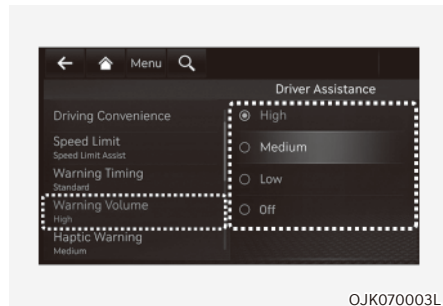 Menu
Driver Assistance
Driving Convenience
Speed Limit
Speed Limit Assist
Warning Timing
Standard
Warning Volume
High
Haptic Warning
Medium
High
Medium
Low
Off
OJK070003L